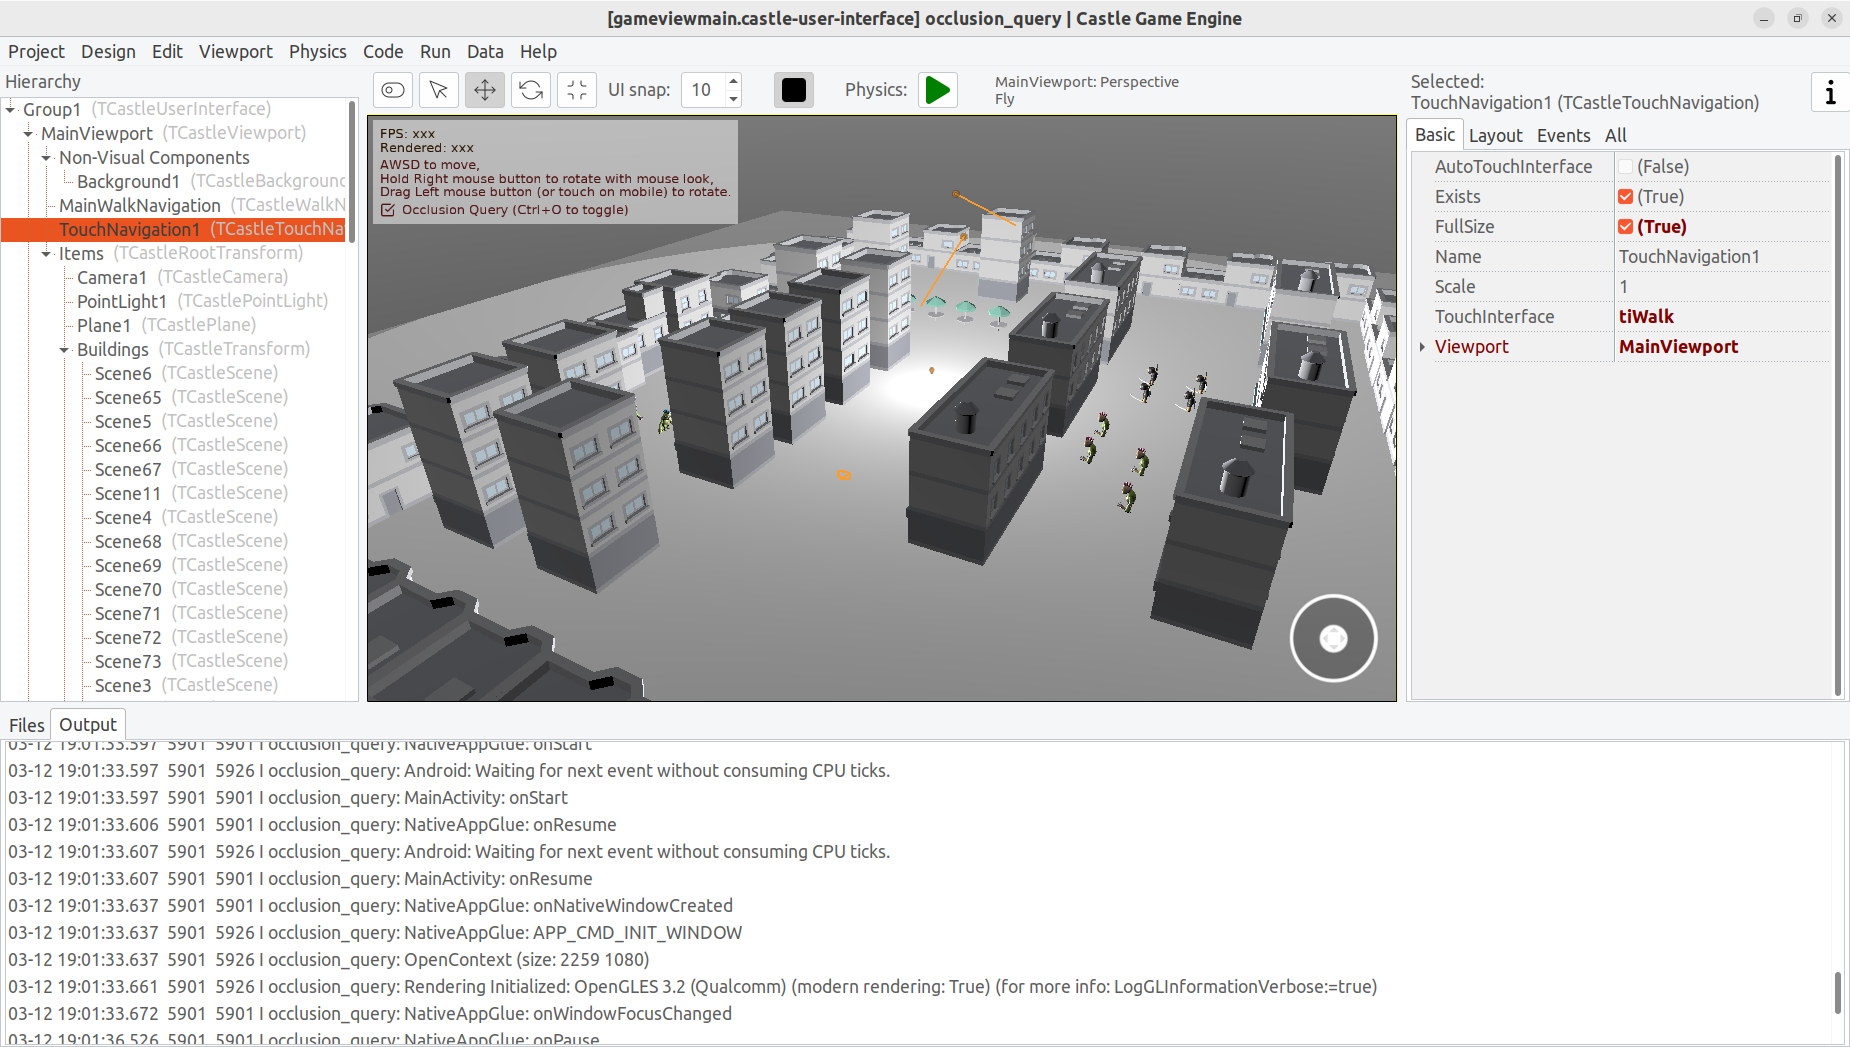 [gameviewmain.castle-user-interface] occlusion_query | Castle Game Engine
Project Design Edit Viewport Physics Code Run Data Help
Hierarchy
Group1 (TCastleUserInterface)
MainViewport (TCastleViewport)
Non-Visual Components
Background1 (TCastleBackground
MainWalkNavigation (TCastleWalkN
TouchNavigation1 (TCastleTouchNa
Items (TCastleRootTransform)
Camera1 (TCastleCamera)
PointLight1 (TCastlePointLight)
Plane1 (TCastlePlane)
Buildings (TCastleTransform)
Scene6 (TCastleScene)
Scene65 (TCastleScene)
Scene5 (TCastleScene)
Scene66 (TCastleScene)
Scene67 (TCastleScene)
Scene11 (TCastleScene)
Scene4 (TCastleScene)
Scene68 (TCastleScene)
Scene69 (TCastleScene)
Scene70 (TCastleScene)
Scene71 (TCastleScene)
Scene72 (TCastleScene)
Scene73 (TCastleScene)
Scene3 (TCastleScene)
UI snap: 10
Physics:
MainViewport: Perspective
Fly
FPS: xxx
Rendered: xxx
AWSD to move,
Hold Right mouse button to rotate with mouse look,
Drag Left mouse button (or touch on mobile) to rotate.
Occlusion Query (Ctrl+O to toggle)
Selected:
TouchNavigation1 (TCastleTouchNavigation)
i
Basic Layout Events All
AutoTouchInterface (False)
Exists (True)
FullSize (True)
Name TouchNavigation1
Scale 1
TouchInterface tiWalk
Viewport MainViewport
Files Output
03-12 19:01:33.597 5901 5901 I occlusion_query: NativeAppGlue: onStart
03-12 19:01:33.597 5901 5926 I occlusion_query: Android: Waiting for next event without consuming CPU ticks.
03-12 19:01:33.597 5901 5901 I occlusion_query: MainActivity: onStart
03-12 19:01:33.606 5901 5901 I occlusion_query: NativeAppGlue: onResume
03-12 19:01:33.607 5901 5926 I occlusion_query: Android: Waiting for next event without consuming CPU ticks.
03-12 19:01:33.607 5901 5901 I occlusion_query: MainActivity: onResume
03-12 19:01:33.637 5901 5901 I occlusion_query: NativeAppGlue: onNativeWindowCreated
03-12 19:01:33.637 5901 5926 I occlusion_query: NativeAppGlue: APP_CMD_INIT_WINDOW
03-12 19:01:33.637 5901 5926 I occlusion_query: OpenContext (size: 2259 1080)
03-12 19:01:33.661 5901 5926 I occlusion_query: Rendering Initialized: OpenGLES 3.2 (Qualcomm) (modern rendering: True) (for more info: LogGLInformationVerbose:=true)
03-12 19:01:33.672 5901 5901 I occlusion_query: NativeAppGlue: onWindowFocusChanged
03-12 19:01:36.526 5901 5901 I occlusion_query: NativeAppGlue: onPause